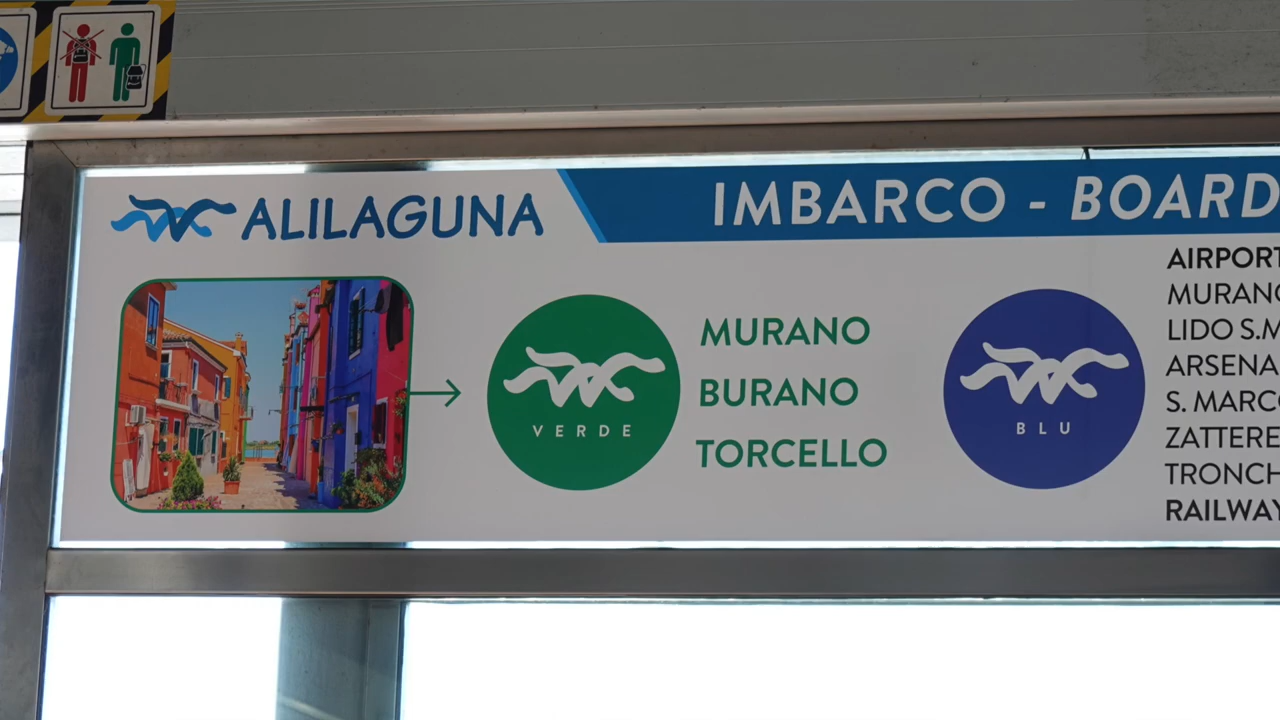 ALILAGUNA
IMBARCO - BOARD
VERDE
MURANO
BURANO
TORCELLO
BLU
AIRPORT
MURANO
LIDO S.M
ARSENA
S. MARCO
ZATTERE
TRONCH
RAILWAY